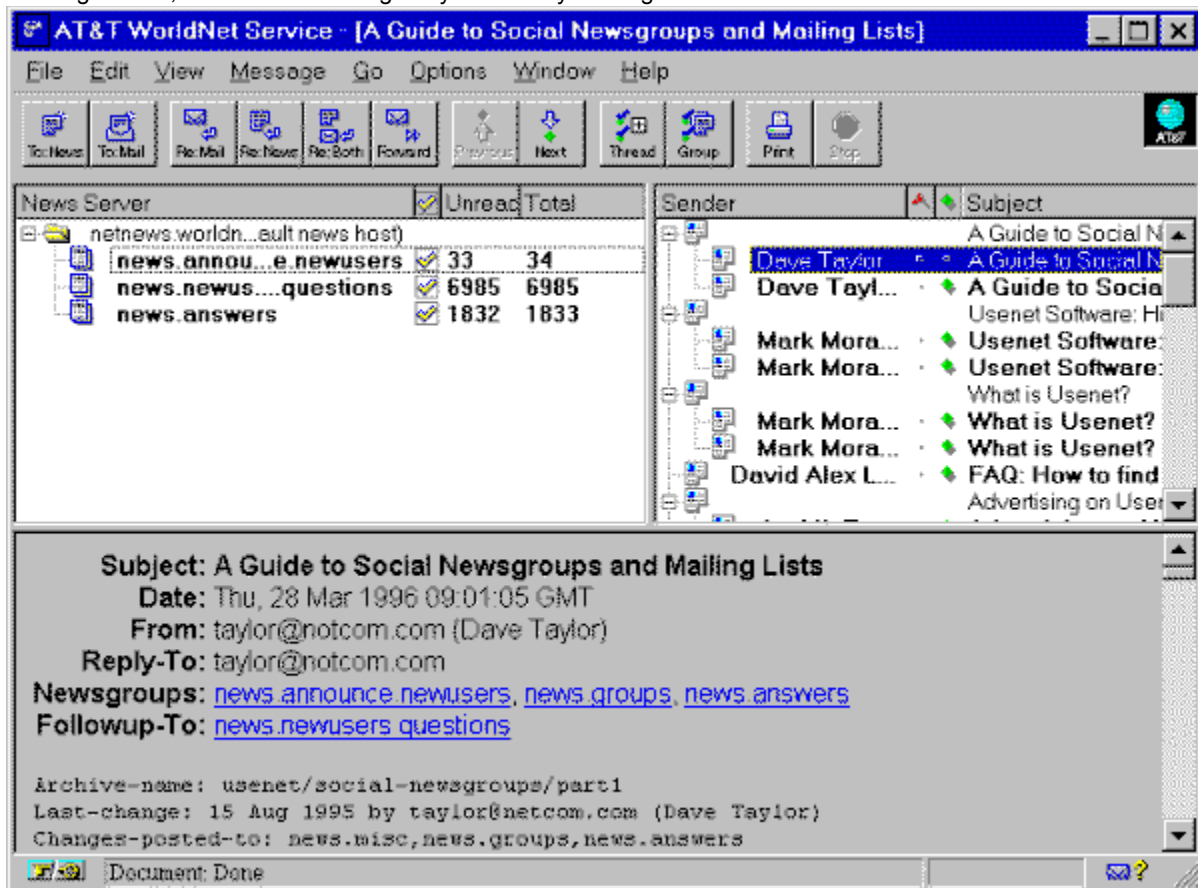 AT&T WorldNet Service - [A Guide to Social Newsgroups and Mailing Lists]
File Edit View Message Go Options Window Help
To: News To: Mail Re: Mail Re: News Re: Both Forward Previous Next Thread Group Print Stop
AT&T
News Server Unread Total
netnews.worldn...ault news host)
news.annou...e.newusers 33 34
news.newus....questions 6985 6985
news.answers 1832 1833
Sender Subject
A Guide to Social N
Dave Taylor A Guide to Social N
Dave Tayl... A Guide to Socia
Usenet Software: Hi
Mark Mora... Usenet Software:
Mark Mora... Usenet Software:
What is Usenet?
Mark Mora... What is Usenet?
Mark Mora... What is Usenet?
David Alex L... FAQ: How to find
Advertising on User
Subject: A Guide to Social Newsgroups and Mailing Lists
Date: Thu, 28 Mar 1996 09:01:05 GMT
From: taylor@notcom.com (Dave Taylor)
Reply-To: taylor@notcom.com
Newsgroups: news.announce.newusers, news.groups, news.answers
Followup-To: news.newusers.questions
Archive-name: usenet/social-newsgroups/part1
Last-change: 15 Aug 1995 by taylor@netcom.com (Dave Taylor)
Changes-posted-to: news.misc,news.groups,news.answers
Document: Done